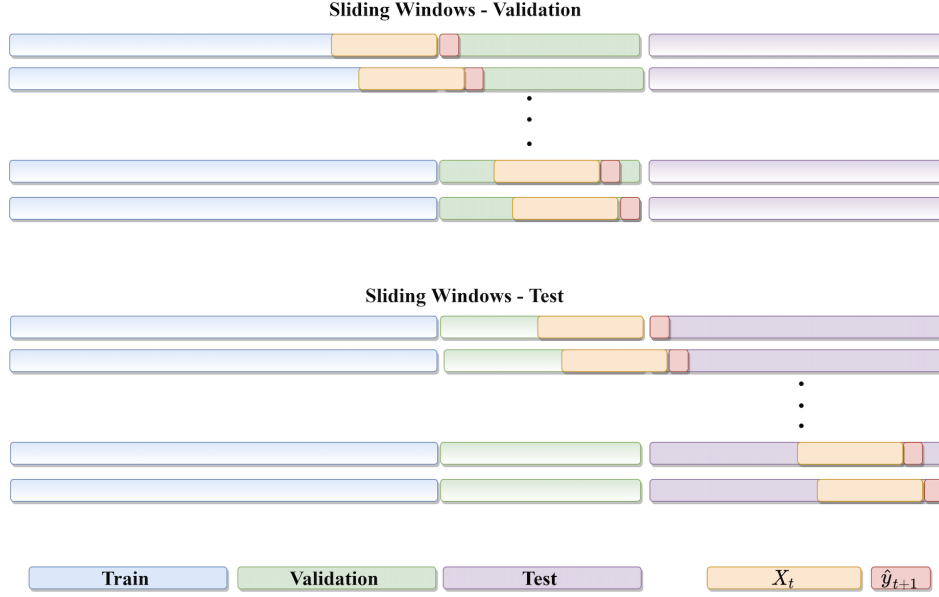 Sliding Windows - Validation
Sliding Windows - Test
Train Validation Test $X_t$ $\hat{y}_{t+1}$